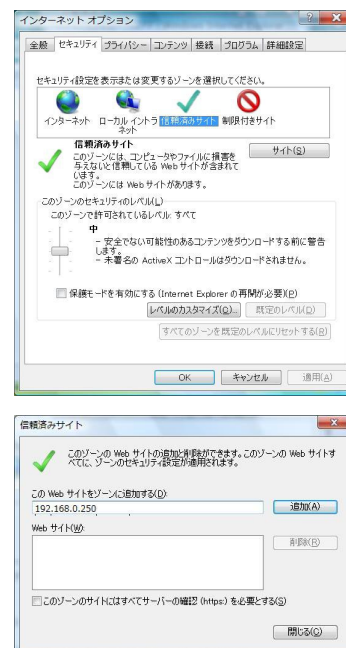 インターネット オプション
全般 セキュリティ プライバシー コンテンツ 接続 プログラム 詳細設定
セキュリティ設定を表示または変更するゾーンを選択してください。
インターネット ローカル イントラネット 信頼済みサイト 制限付きサイト
信頼済みサイト
サイト(S)
このゾーンには、コンピュータやファイルに損害を
与えないと信頼している Web サイトが含まれて
います。
このゾーンには Web サイトがあります。
このゾーンのセキュリティのレベル(L)
このゾーンで許可されているレベル: すべて
中
- 安全でない可能性のあるコンテンツをダウンロードする前に警告
します。
- 未署名の ActiveX コントロールはダウンロードされません。
保護モードを有効にする (Internet Explorer の再開が必要)(P)
レベルのカスタマイズ(C)... 既定のレベル(D)
すべてのゾーンを既定のレベルにリセットする(R)
OK キャンセル 適用(A)
信頼済みサイト
このゾーンの Web サイトの追加と削除ができます。このゾーンの Web サイトす
べてに、ゾーンのセキュリティ設定が適用されます。
この Web サイトをゾーンに追加する(D):
192.168.0.250 追加(A)
Web サイト(W):
削除(R)
このゾーンのサイトにはすべてサーバーの確認 (https:) を必要とする(S)
閉じる(C)